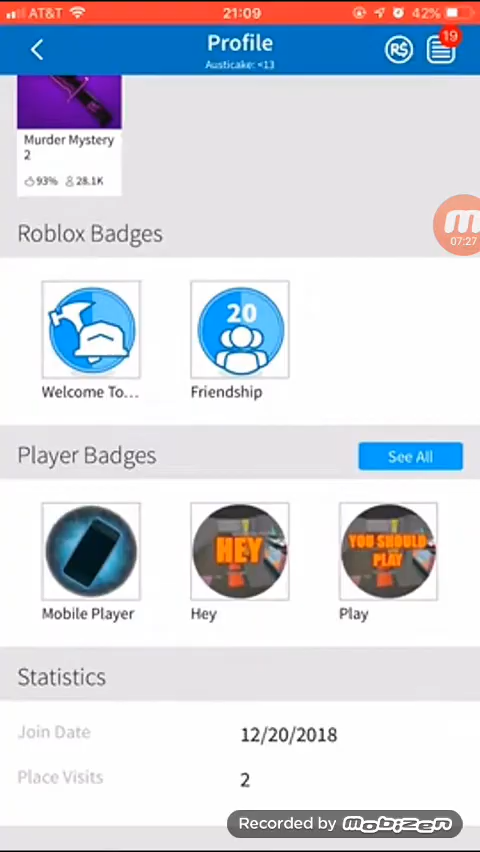 AT&T
21:09
42%
Profile
Austicake: <13
R$
19
Murder Mystery
2
93% 28.1K
M
07:27
Roblox Badges
20
Welcome To...
Friendship
Player Badges
See All
HEY
YOU SHOULD
PLAY
Mobile Player
Hey
Play
Statistics
Join Date
12/20/2018
Place Visits
2
Recorded by Mobizen